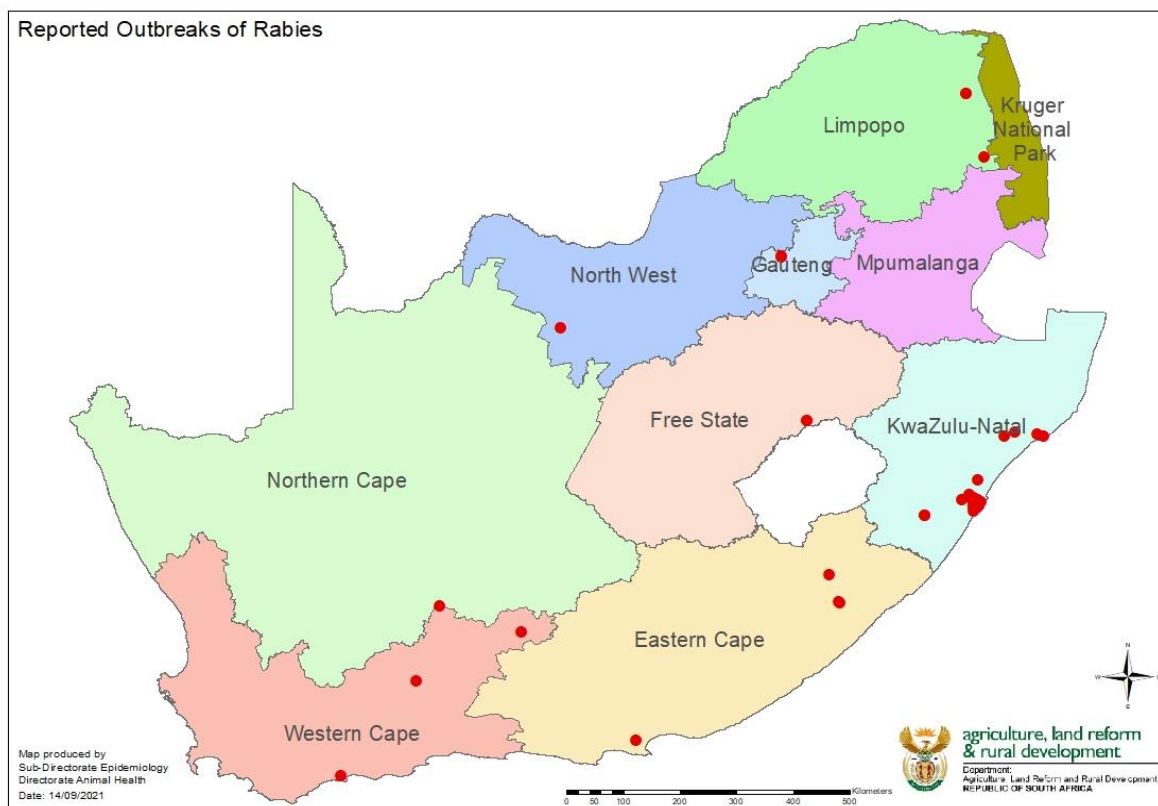 Reported Outbreaks of Rabies
Limpopo
Kruger
National
Park
North West
Gauteng
Mpumalanga
Free State
KwaZulu-Natal
Northern Cape
Eastern Cape
Western Cape
N
W
S
Map produced by
Sub-Directorate Epidemiology
Directorate Animal Health
Date: 14/09/2021
Kilometers
0 50 100 200 300 400 500
agriculture, land reform
& rural development
Department:
Agriculture, Land Reform and Rural Development
REPUBLIC OF SOUTH AFRICA